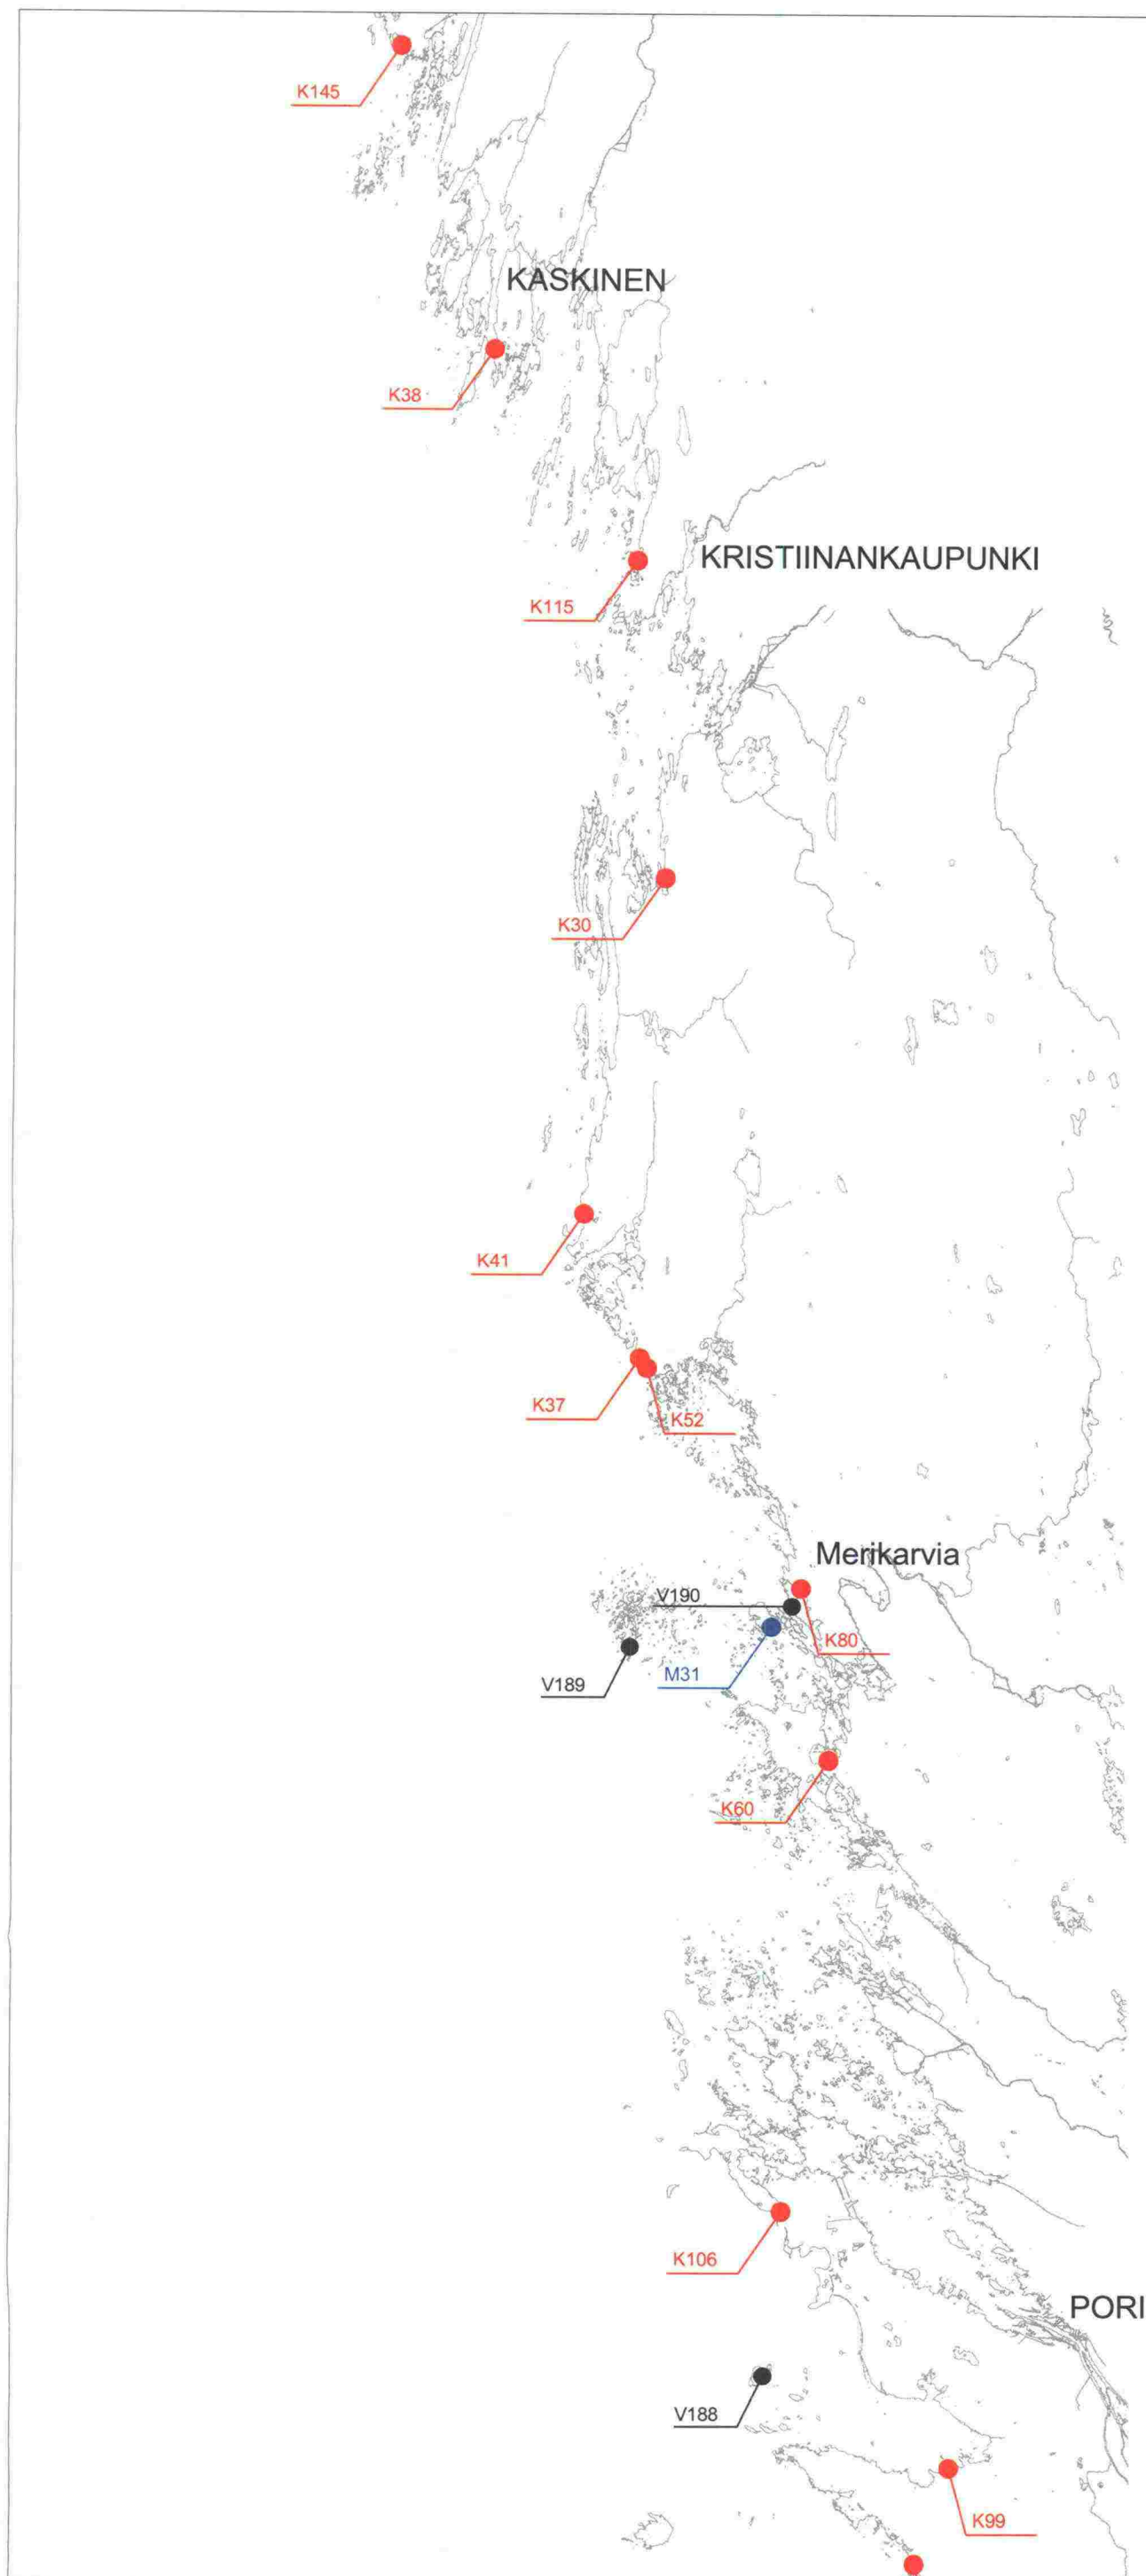 K145
KASKINEN
K38
KRISTIINANKAUPUNKI
K115
K30
K41
K37
K52
Merikarvia
V190
K80
M31
V189
K60
K106
PORI
V188
K99